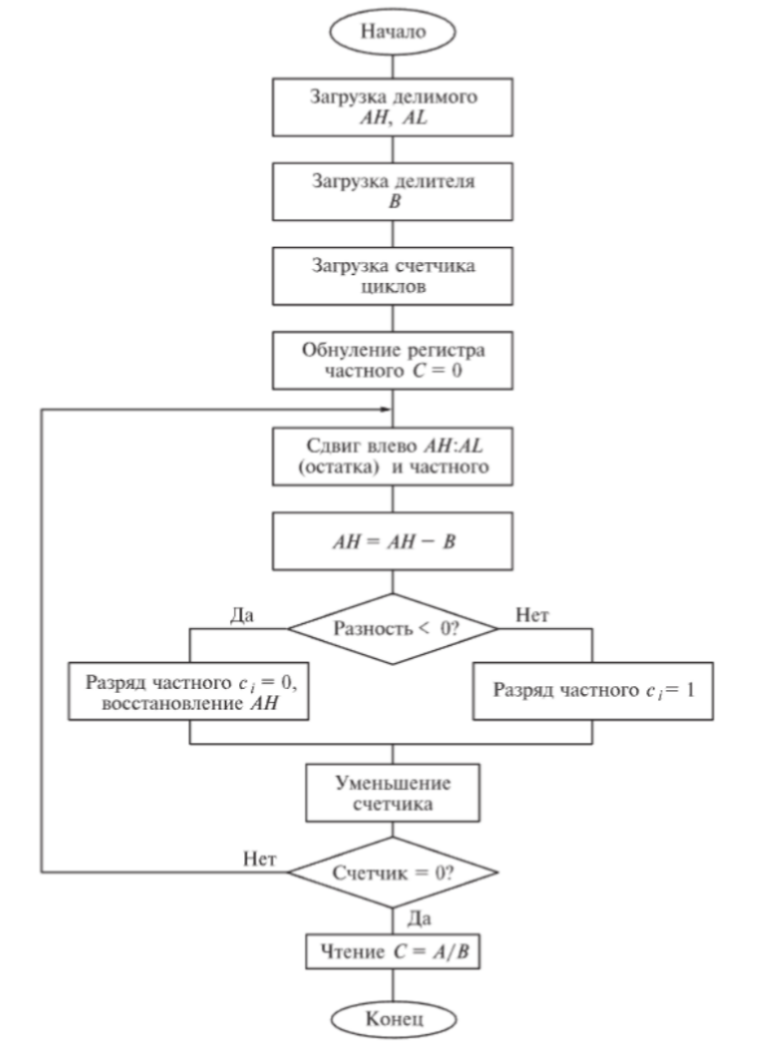 Начало
Загрузка делимого
AH, AL
Загрузка делителя
B
Загрузка счетчика
циклов
Обнуление регистра
частного C = 0
Сдвиг влево AH:AL
(остатка) и частного
AH = AH − B
Да
Разность < 0?
Нет
Разряд частного c i = 0,
восстановление AH
Разряд частного c i = 1
Уменьшение
счетчика
Нет
Счетчик = 0?
Да
Чтение C = A/B
Конец